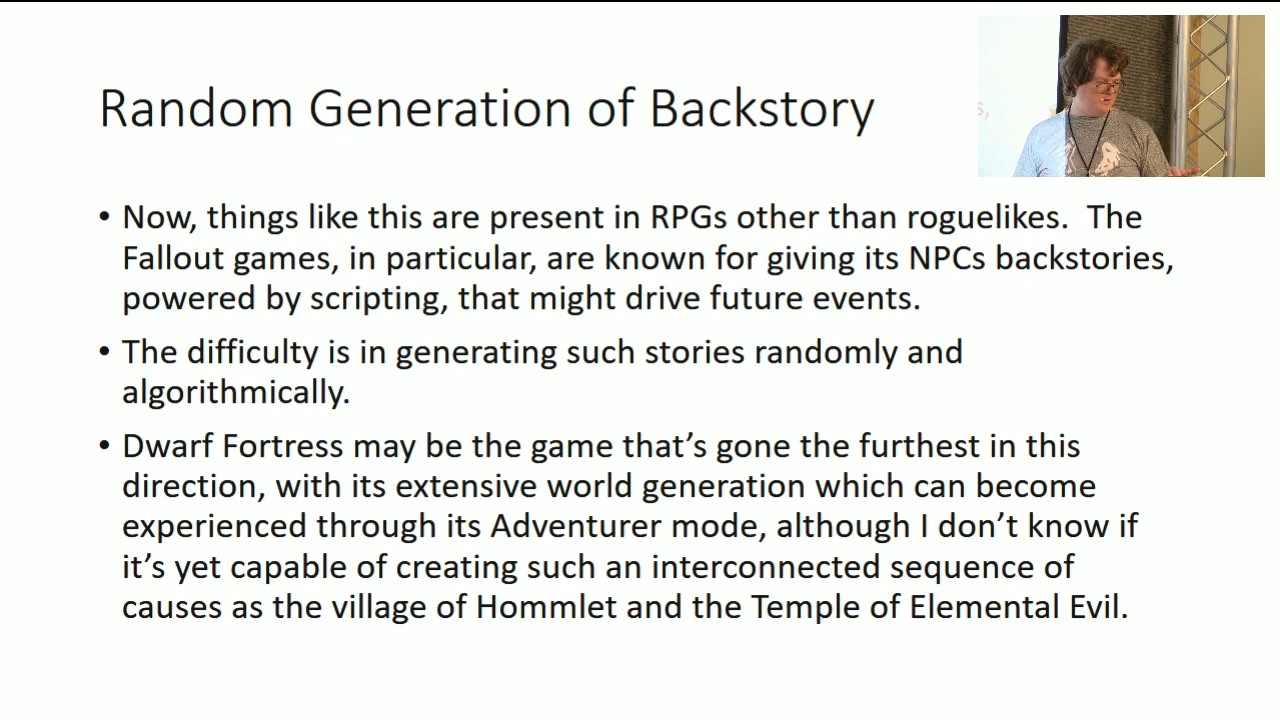 Random Generation of Backstory
• Now, things like this are present in RPGs other than roguelikes.  The
Fallout games, in particular, are known for giving its NPCs backstories,
powered by scripting, that might drive future events.
• The difficulty is in generating such stories randomly and
algorithmically.
• Dwarf Fortress may be the game that’s gone the furthest in this
direction, with its extensive world generation which can become
experienced through its Adventurer mode, although I don’t know if
it’s yet capable of creating such an interconnected sequence of
causes as the village of Hommlet and the Temple of Elemental Evil.